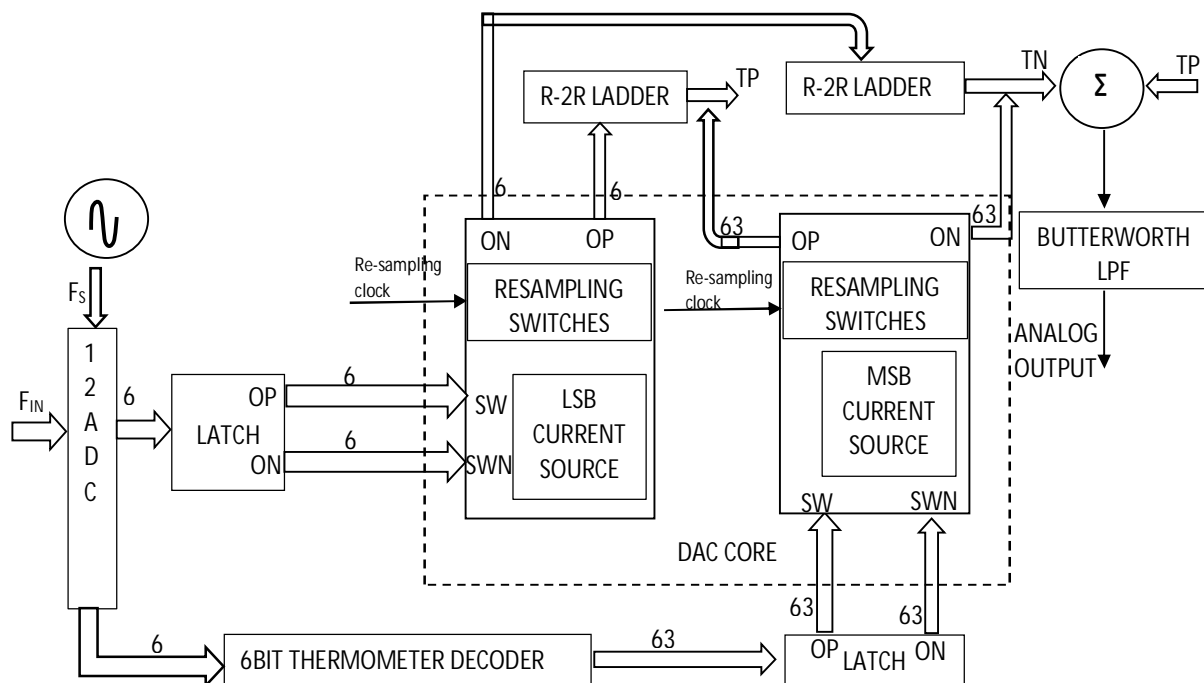 R-2R LADDER
TP
R-2R LADDER
TN
Σ
TP
6
6
63
63
ON
OP
OP
ON
Re-sampling
clock
RESAMPLING
SWITCHES
Re-sampling
clock
RESAMPLING
SWITCHES
BUTTERWORTH
LPF
ANALOG
OUTPUT
FS
FIN
1
2
A
D
C
6
OP
LATCH
ON
6
6
SW
SWN
LSB
CURRENT
SOURCE
MSB
CURRENT
SOURCE
SW
SWN
DAC CORE
63
63
6
6BIT THERMOMETER DECODER
63
OP
LATCH
ON